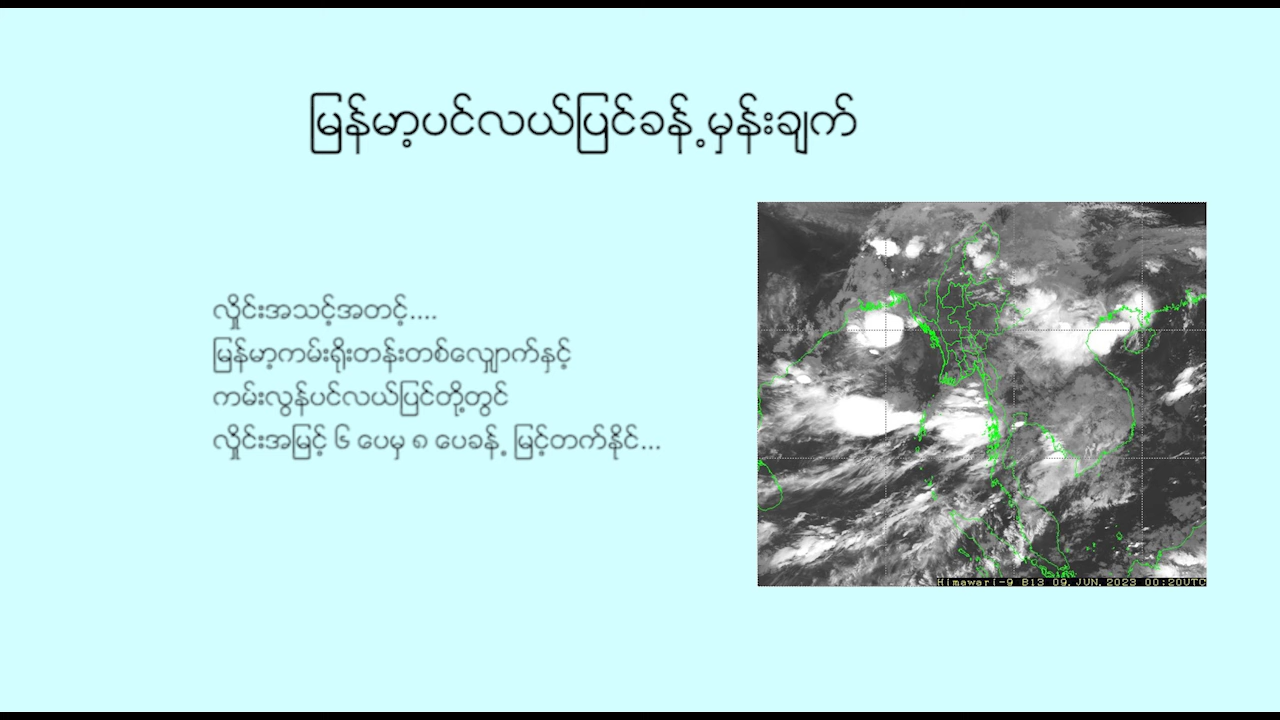 မြန်မာ့ပင်လယ်ပြင်ခန့်မှန်းချက်
လှိုင်းအသင့်အတင့်....
မြန်မာ့ကမ်းရိုးတန်းတစ်လျှောက်နှင့်
ကမ်းလွန်ပင်လယ်ပြင်တို့တွင်
လှိုင်းအမြင့် ၆ ပေမှ ၈ ပေခန့် မြင့်တက်နိုင်...
Himawari-9 B13 09.JUN.2023 00:20UTC